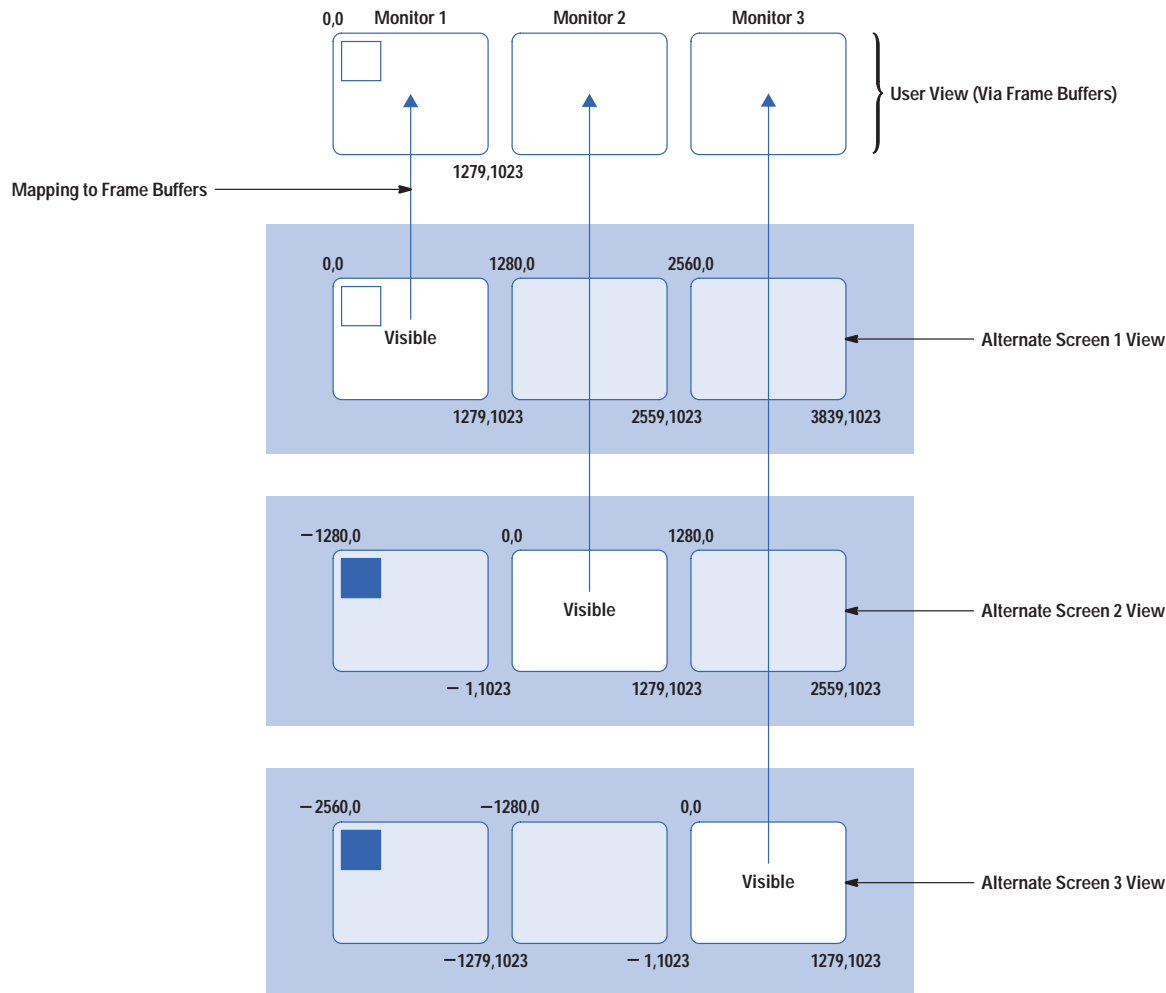 0,0 Monitor 1 Monitor 2 Monitor 3
User View (Via Frame Buffers)
1279,1023
Mapping to Frame Buffers
0,0 1280,0 2560,0
Visible
Alternate Screen 1 View
1279,1023 2559,1023 3839,1023
−1280,0 0,0 1280,0
Visible
Alternate Screen 2 View
− 1,1023 1279,1023 2559,1023
−2560,0 −1280,0 0,0
Visible
Alternate Screen 3 View
−1279,1023 − 1,1023 1279,1023